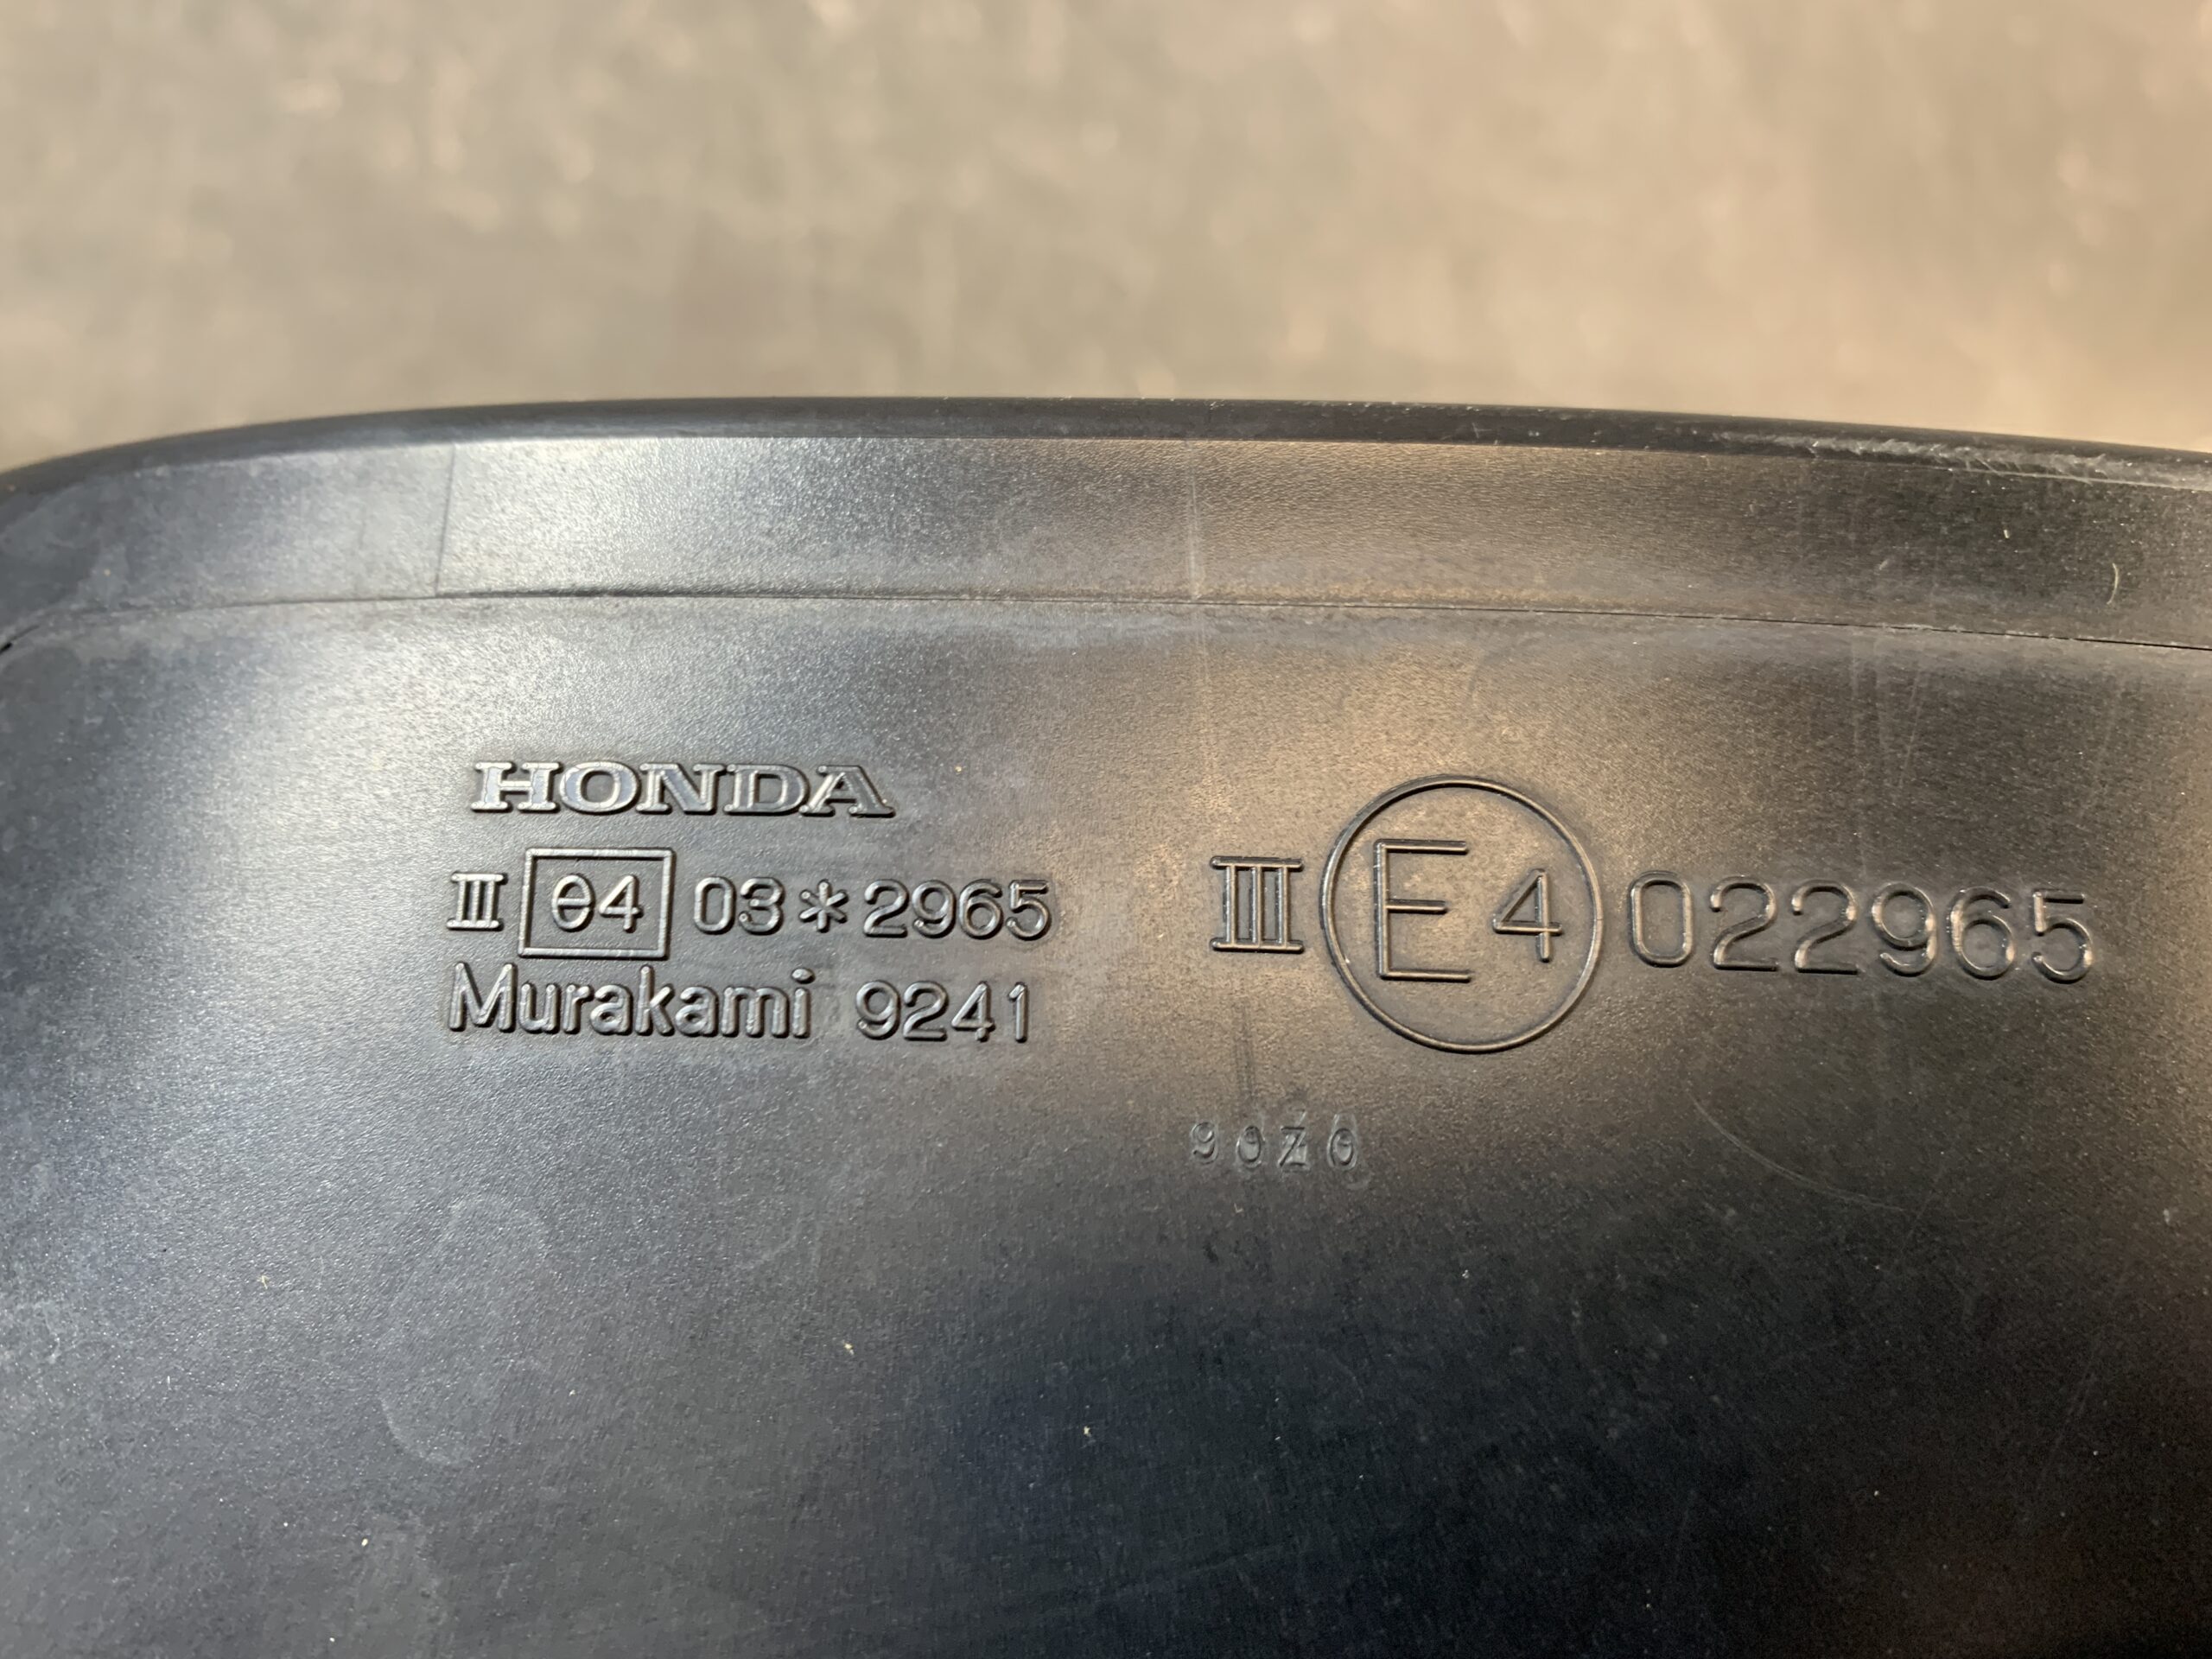 HONDA
III e4 03*2965
Murakami 9241
III E4 022965